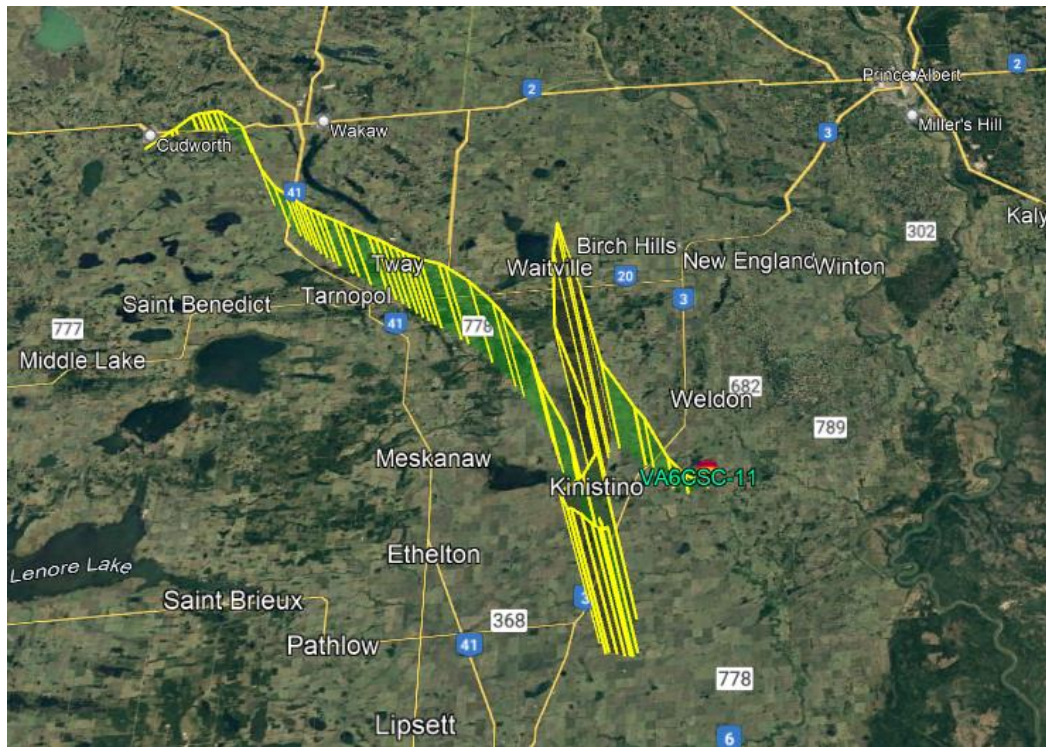 2
2
Prince Albert
Miller's Hill
3
Wakaw
Cudworth
41
Kaly
302
Birch Hills
Waitville
New England
Winton
Tway
20
Tarnopol
3
Saint Benedict
41
778
777
Middle Lake
682
Weldon
789
Meskanaw
VA6CSC-11
Kinistino
Ethelton
Lenore Lake
Saint Brieux
3
368
Pathlow
41
778
Lipsett
6